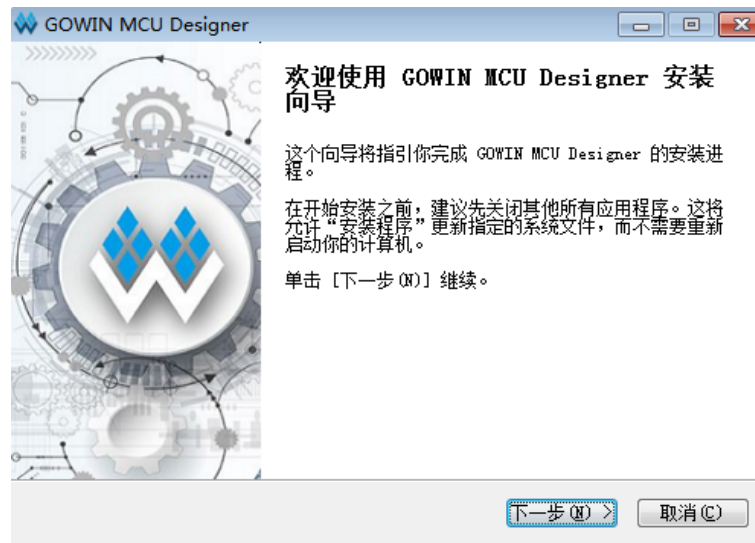 GOWIN MCU Designer
欢迎使用 GOWIN MCU Designer 安装
向导
这个向导将指引你完成 GOWIN MCU Designer 的安装进
程。
在开始安装之前，建议先关闭其他所有应用程序。这将
允许“安装程序”更新指定的系统文件，而不需要重新
启动你的计算机。
单击 [下一步(N)] 继续。
下一步(N) >
取消(C)